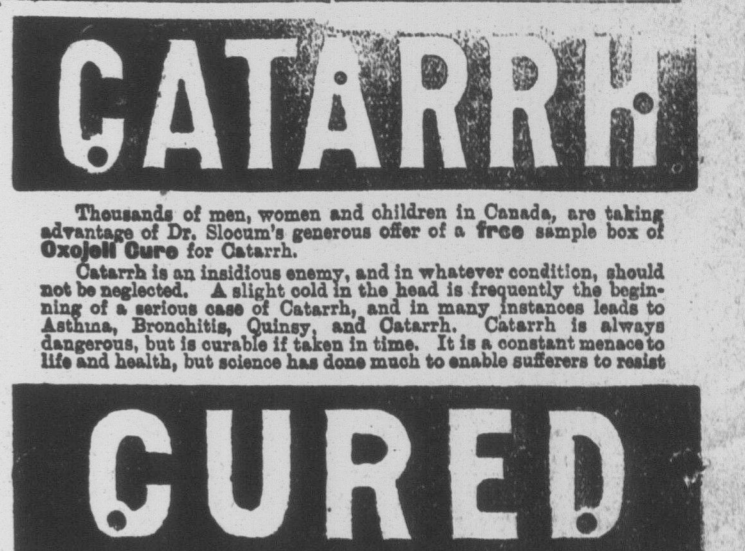 CATARRH
Thousands of men, women and children in Canada, are taking
advantage of Dr. Slocum's generous offer of a free sample box of
Oxojell Cure for Catarrh.
Catarrh is an insidious enemy, and in whatever condition, should
not be neglected. A slight cold in the head is frequently the begin-
ning of a serious case of Catarrh, and in many instances leads to
Asthma, Bronchitis, Quinsy, and Catarrh. Catarrh is always
dangerous, but is curable if taken in time. It is a constant menace to
life and health, but science has done much to enable sufferers to resist
CURED